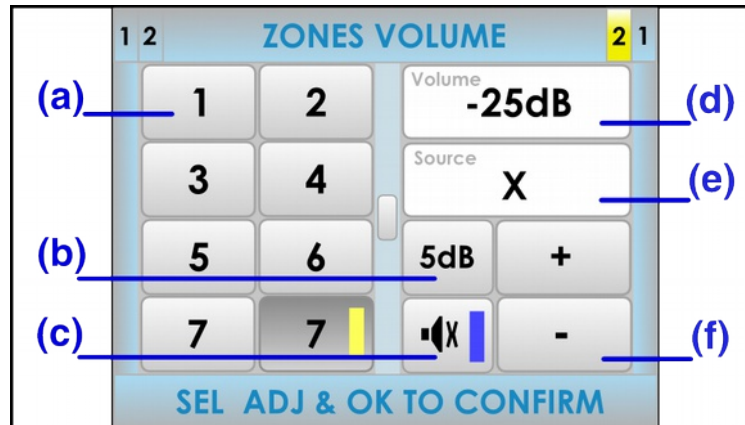 1 2 ZONES VOLUME 2 1
(a) 1 2 Volume -25dB (d)
3 4 Source X (e)
(b) 5 6 5dB +
(c) 7 7 X - (f)
SEL ADJ & OK TO CONFIRM